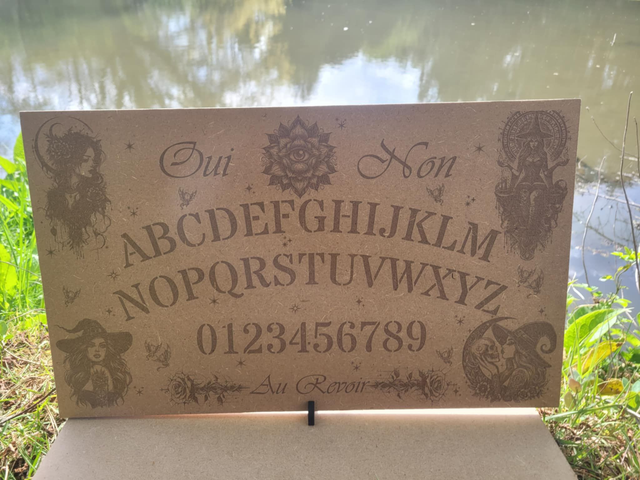 Oui Non
ABCDEFGHIJKLM
NOPQRSTUVWXYZ
0123456789
Au Revoir